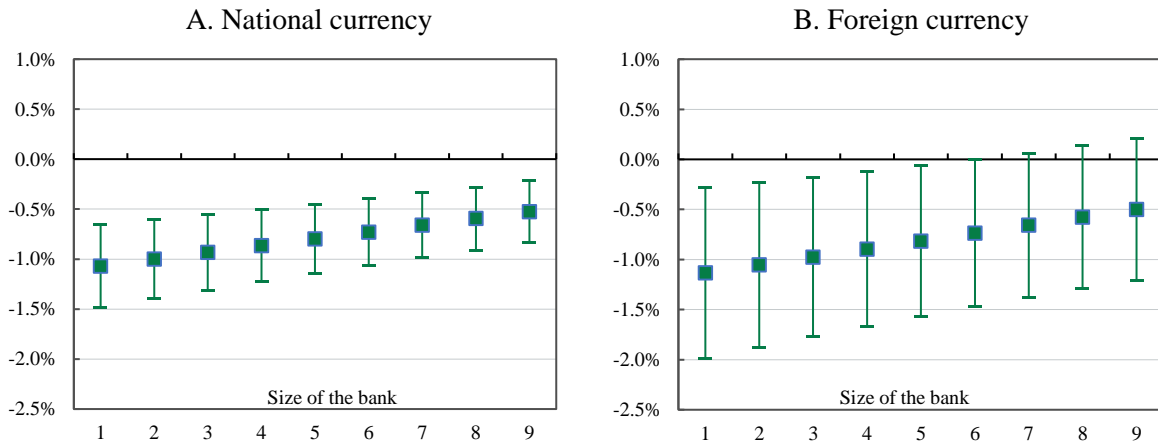 A. National currency
1.0%
0.5%
0.0%
-0.5%
-1.0%
-1.5%
-2.0%
-2.5%
Size of the bank
1 2 3 4 5 6 7 8 9
B. Foreign currency
1.0%
0.5%
0.0%
-0.5%
-1.0%
-1.5%
-2.0%
-2.5%
Size of the bank
1 2 3 4 5 6 7 8 9